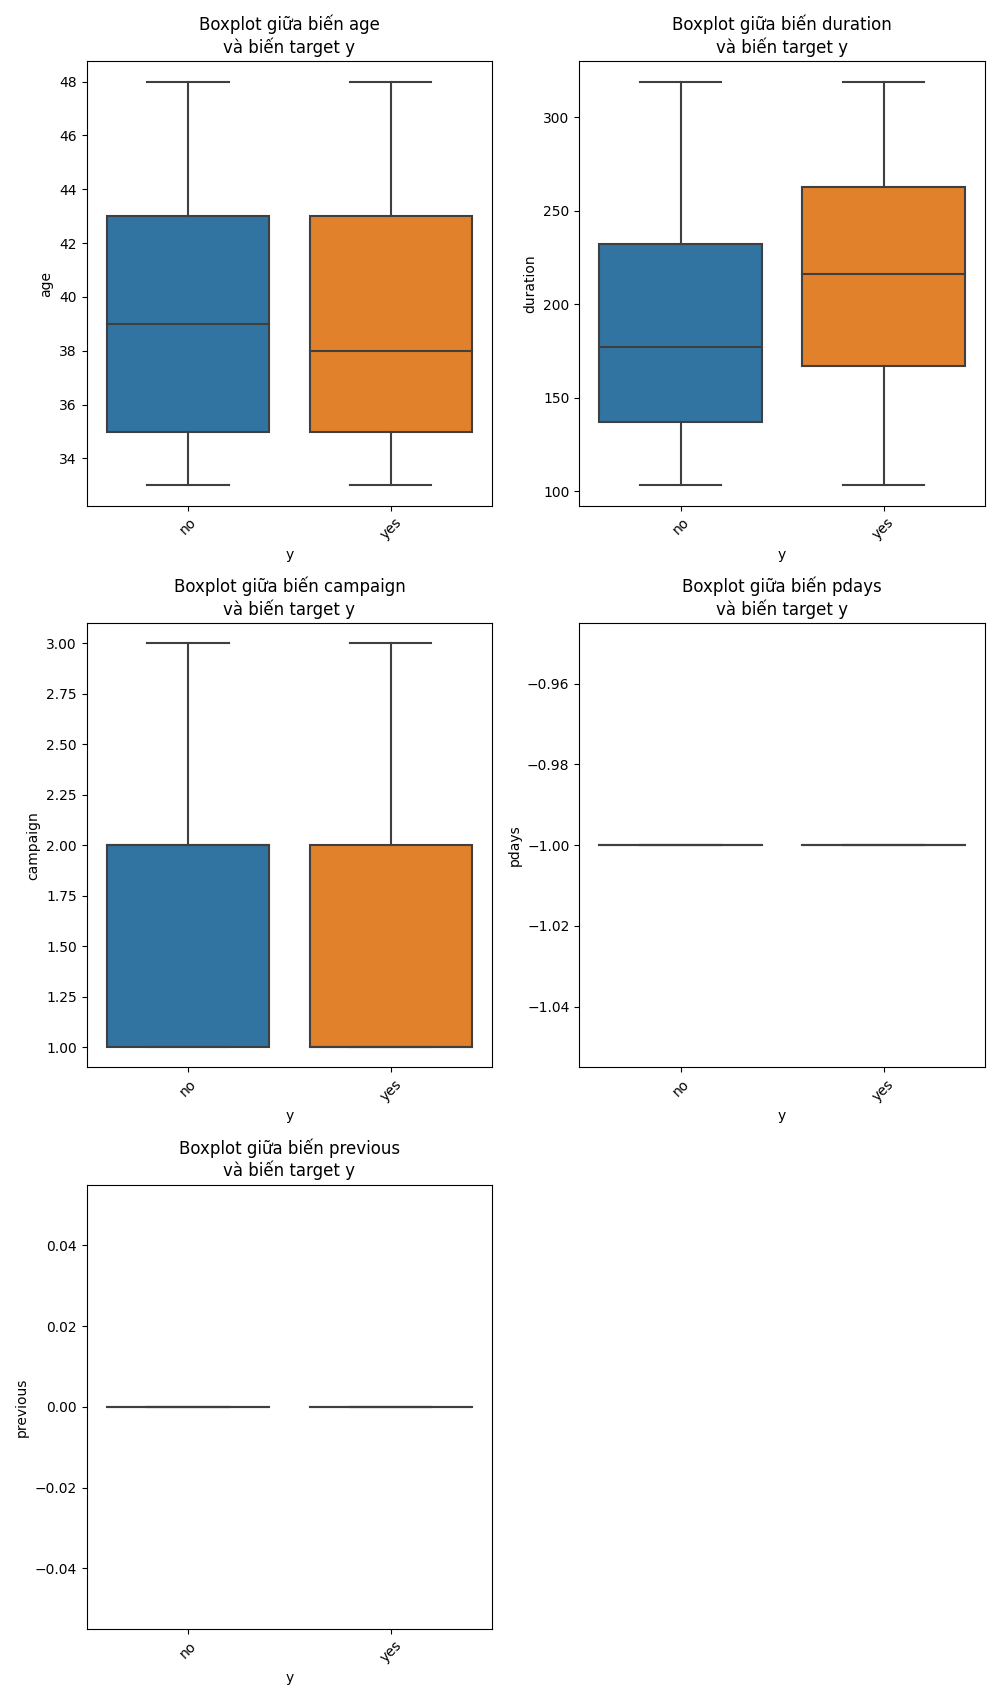 Boxplot giữa biến age
và biến target y
48
46
44
42
40
38
36
34
age
no
yes
y
Boxplot giữa biến duration
và biến target y
300
250
200
150
100
duration
no
yes
y
Boxplot giữa biến campaign
và biến target y
3.00
2.75
2.50
2.25
2.00
1.75
1.50
1.25
1.00
campaign
no
yes
y
Boxplot giữa biến pdays
và biến target y
−0.96
−0.98
−1.00
−1.02
−1.04
pdays
no
yes
y
Boxplot giữa biến previous
và biến target y
0.04
0.02
0.00
−0.02
−0.04
previous
no
yes
y